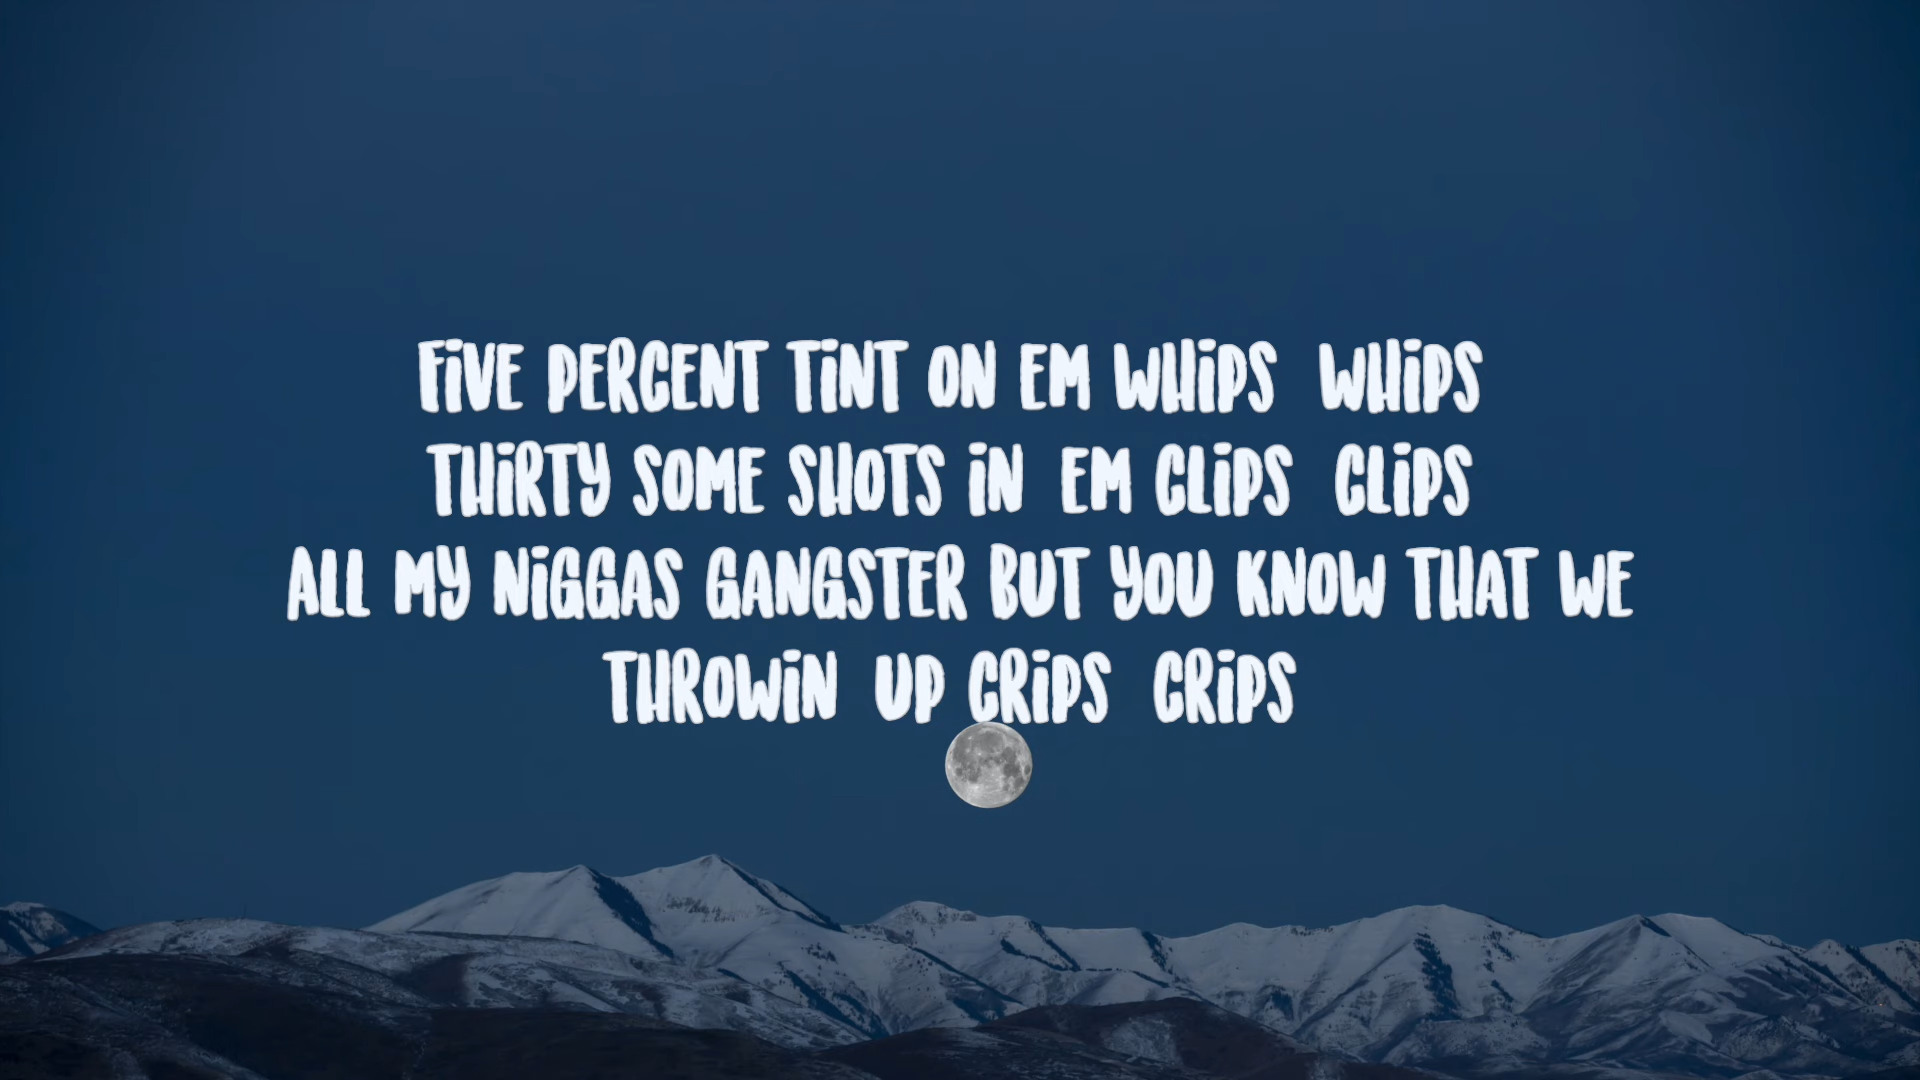 FiVE PERCENT TiNT ON EM WHiPS WHiPS
THiRTY SOME SHOTS iN EM CLiPS CLiPS
ALL MY NiGGAS GANGSTER BUT YOU KNOW THAT WE
THROWiN UP CRiPS CRiPS